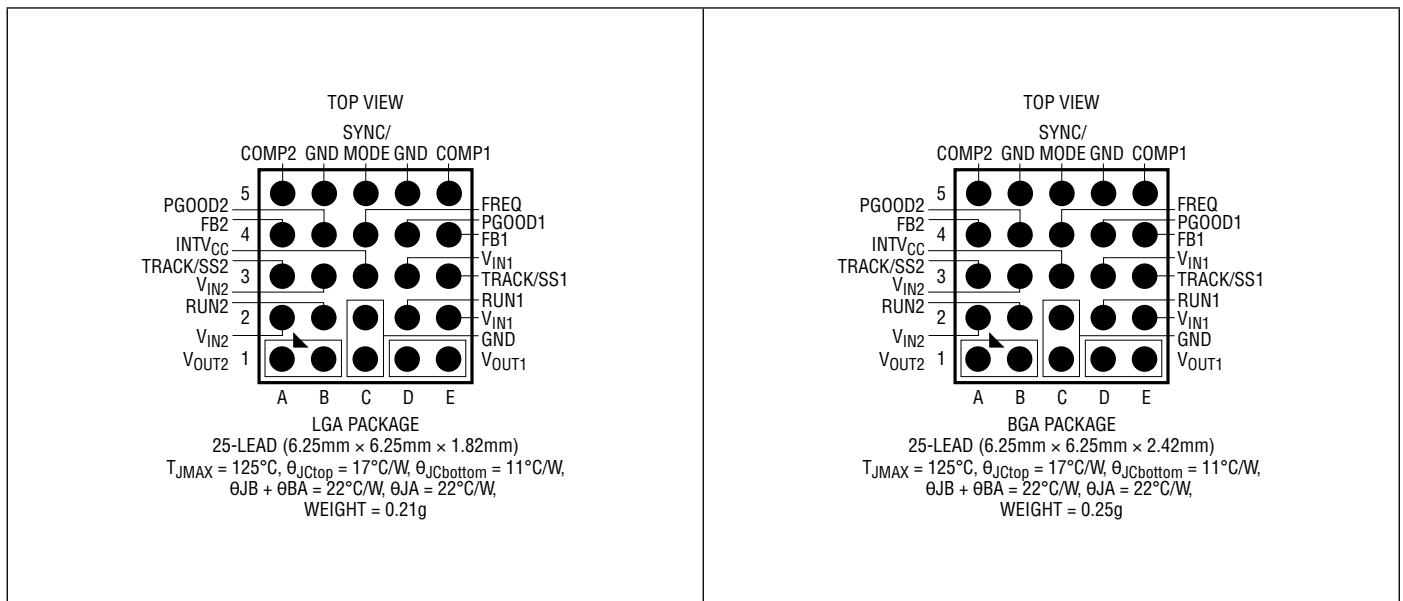 TOP VIEW
SYNC/
COMP2 GND MODE GND COMP1
5
PGOOD2
FREQ
FB2
PGOOD1
4
FB1
INTVCC
VIN1
TRACK/SS2
3
TRACK/SS1
VIN2
RUN2
RUN1
2
VIN1
VIN2
GND
VOUT2 1
VOUT1
A B C D E
LGA PACKAGE
25-LEAD (6.25mm × 6.25mm × 1.82mm)
TJMAX = 125°C, θJCtop = 17°C/W, θJCbottom = 11°C/W,
θJB + θBA = 22°C/W, θJA = 22°C/W,
WEIGHT = 0.21g
TOP VIEW
SYNC/
COMP2 GND MODE GND COMP1
5
PGOOD2
FREQ
FB2
PGOOD1
4
FB1
INTVCC
VIN1
TRACK/SS2
3
TRACK/SS1
VIN2
RUN2
RUN1
2
VIN1
VIN2
GND
VOUT2 1
VOUT1
A B C D E
BGA PACKAGE
25-LEAD (6.25mm × 6.25mm × 2.42mm)
TJMAX = 125°C, θJCtop = 17°C/W, θJCbottom = 11°C/W,
θJB + θBA = 22°C/W, θJA = 22°C/W,
WEIGHT = 0.25g